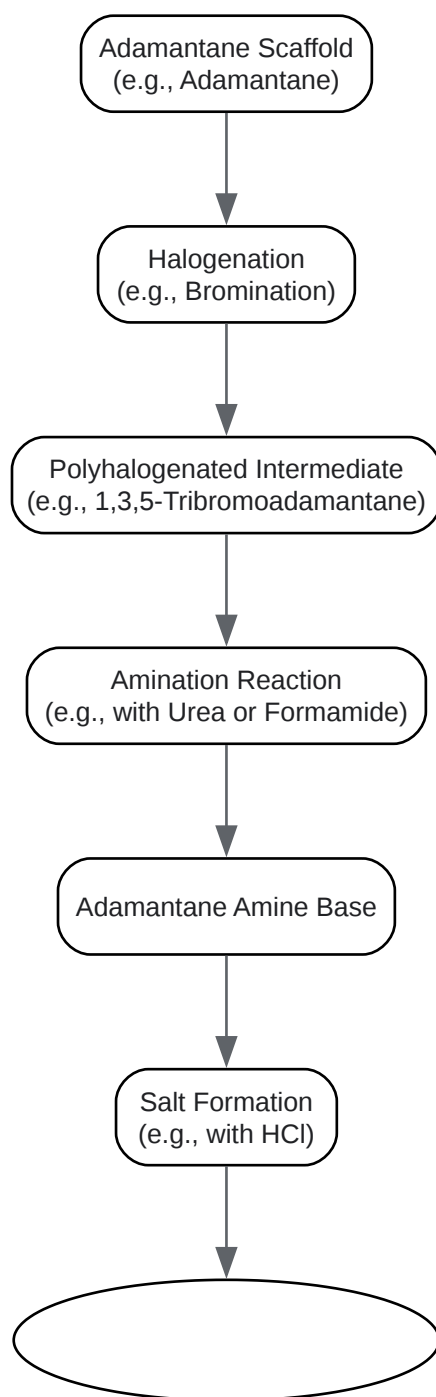 Adamantane Scaffold
(e.g., Adamantane)
Halogenation
(e.g., Bromination)
Polyhalogenated Intermediate
(e.g., 1,3,5-Tribromoadamantane)
Amination Reaction
(e.g., with Urea or Formamide)
Adamantane Amine Base
Salt Formation
(e.g., with HCl)